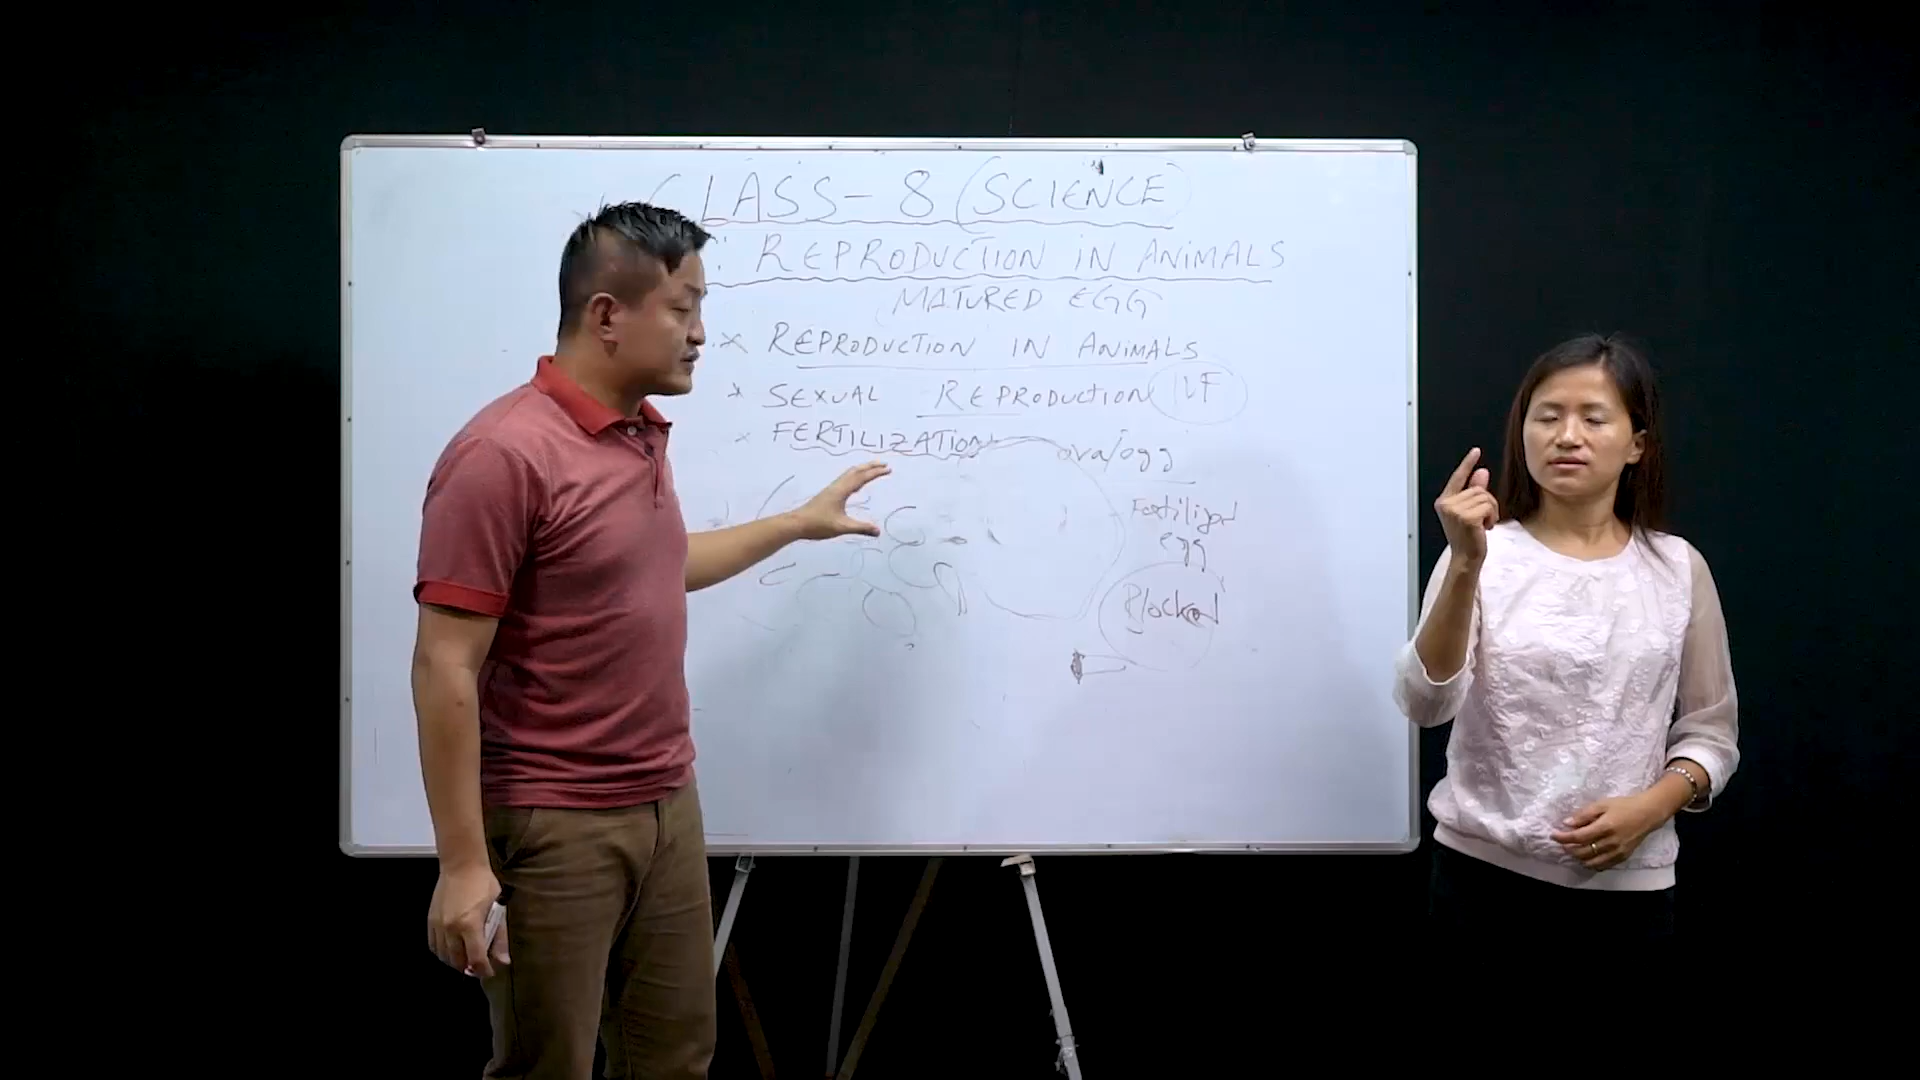 CLASS-8 (SCIENCE)
: REPRODUCTION IN ANIMALS
MATURED EGG
REPRODUCTION IN ANIMALS
SEXUAL REPRODUCTION IVF
FERTILIZATION
ova/egg
Fertilized
egg
Blocked